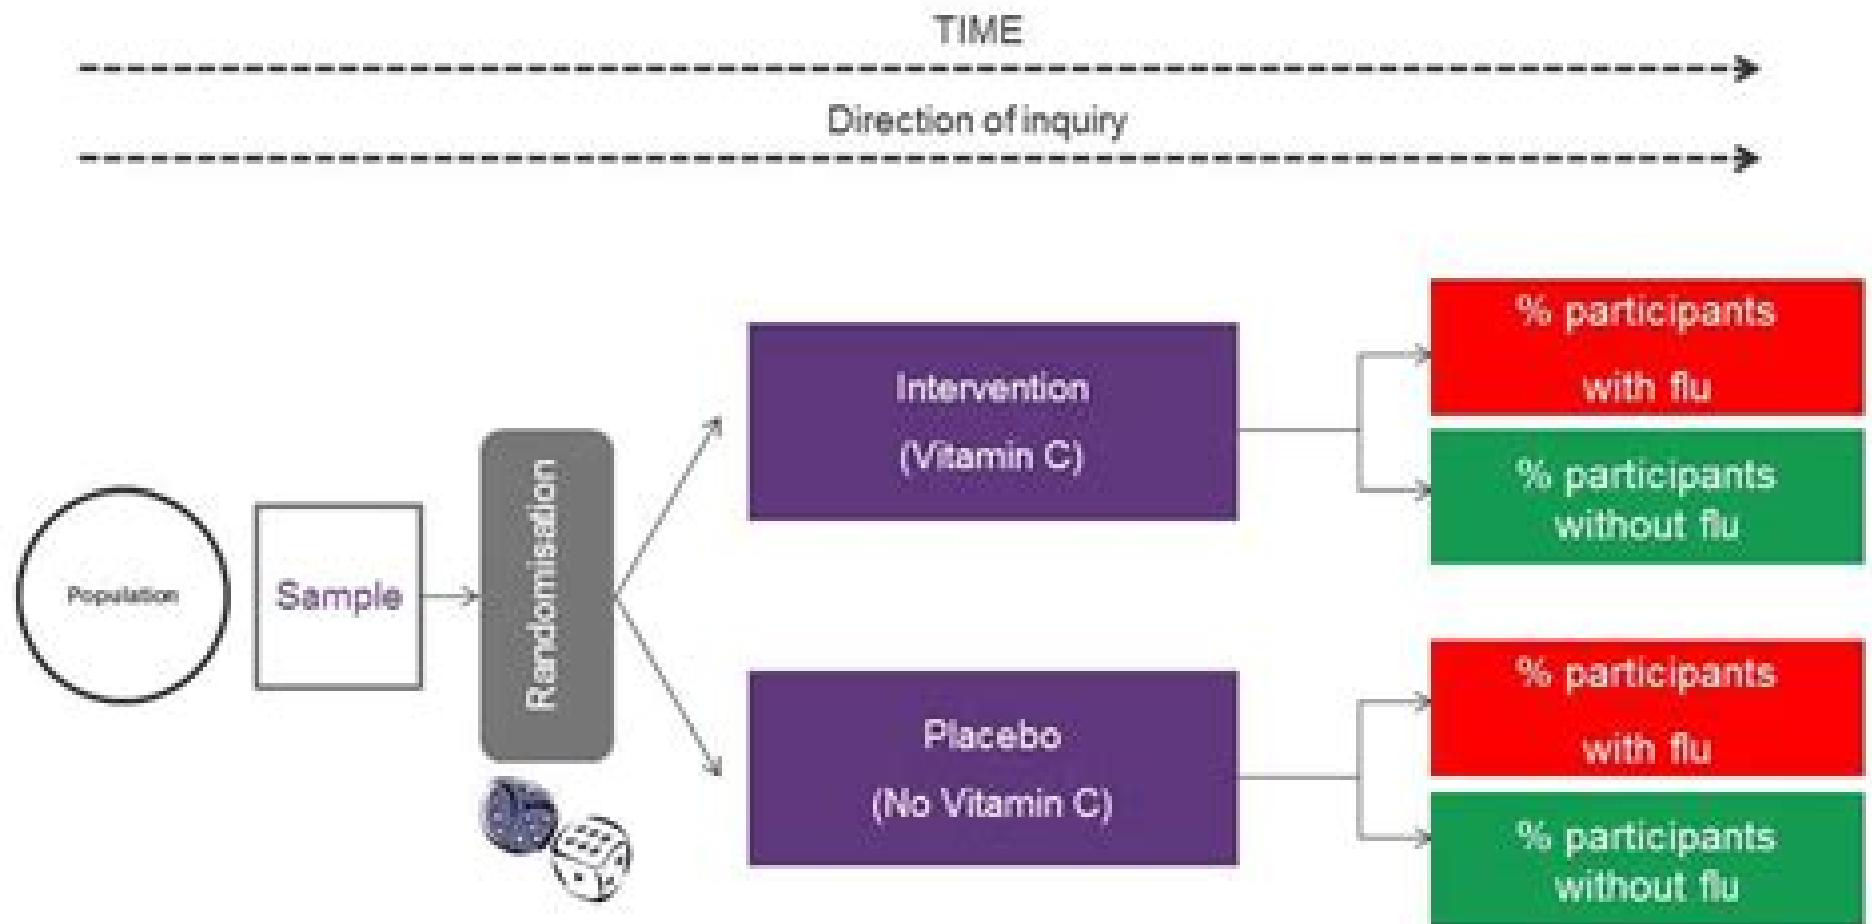 TIME
Direction of inquiry
Population
Sample
Randomisation
Intervention
(Vitamin C)
% participants
with flu
% participants
without flu
Placebo
(No Vitamin C)
% participants
with flu
% participants
without flu